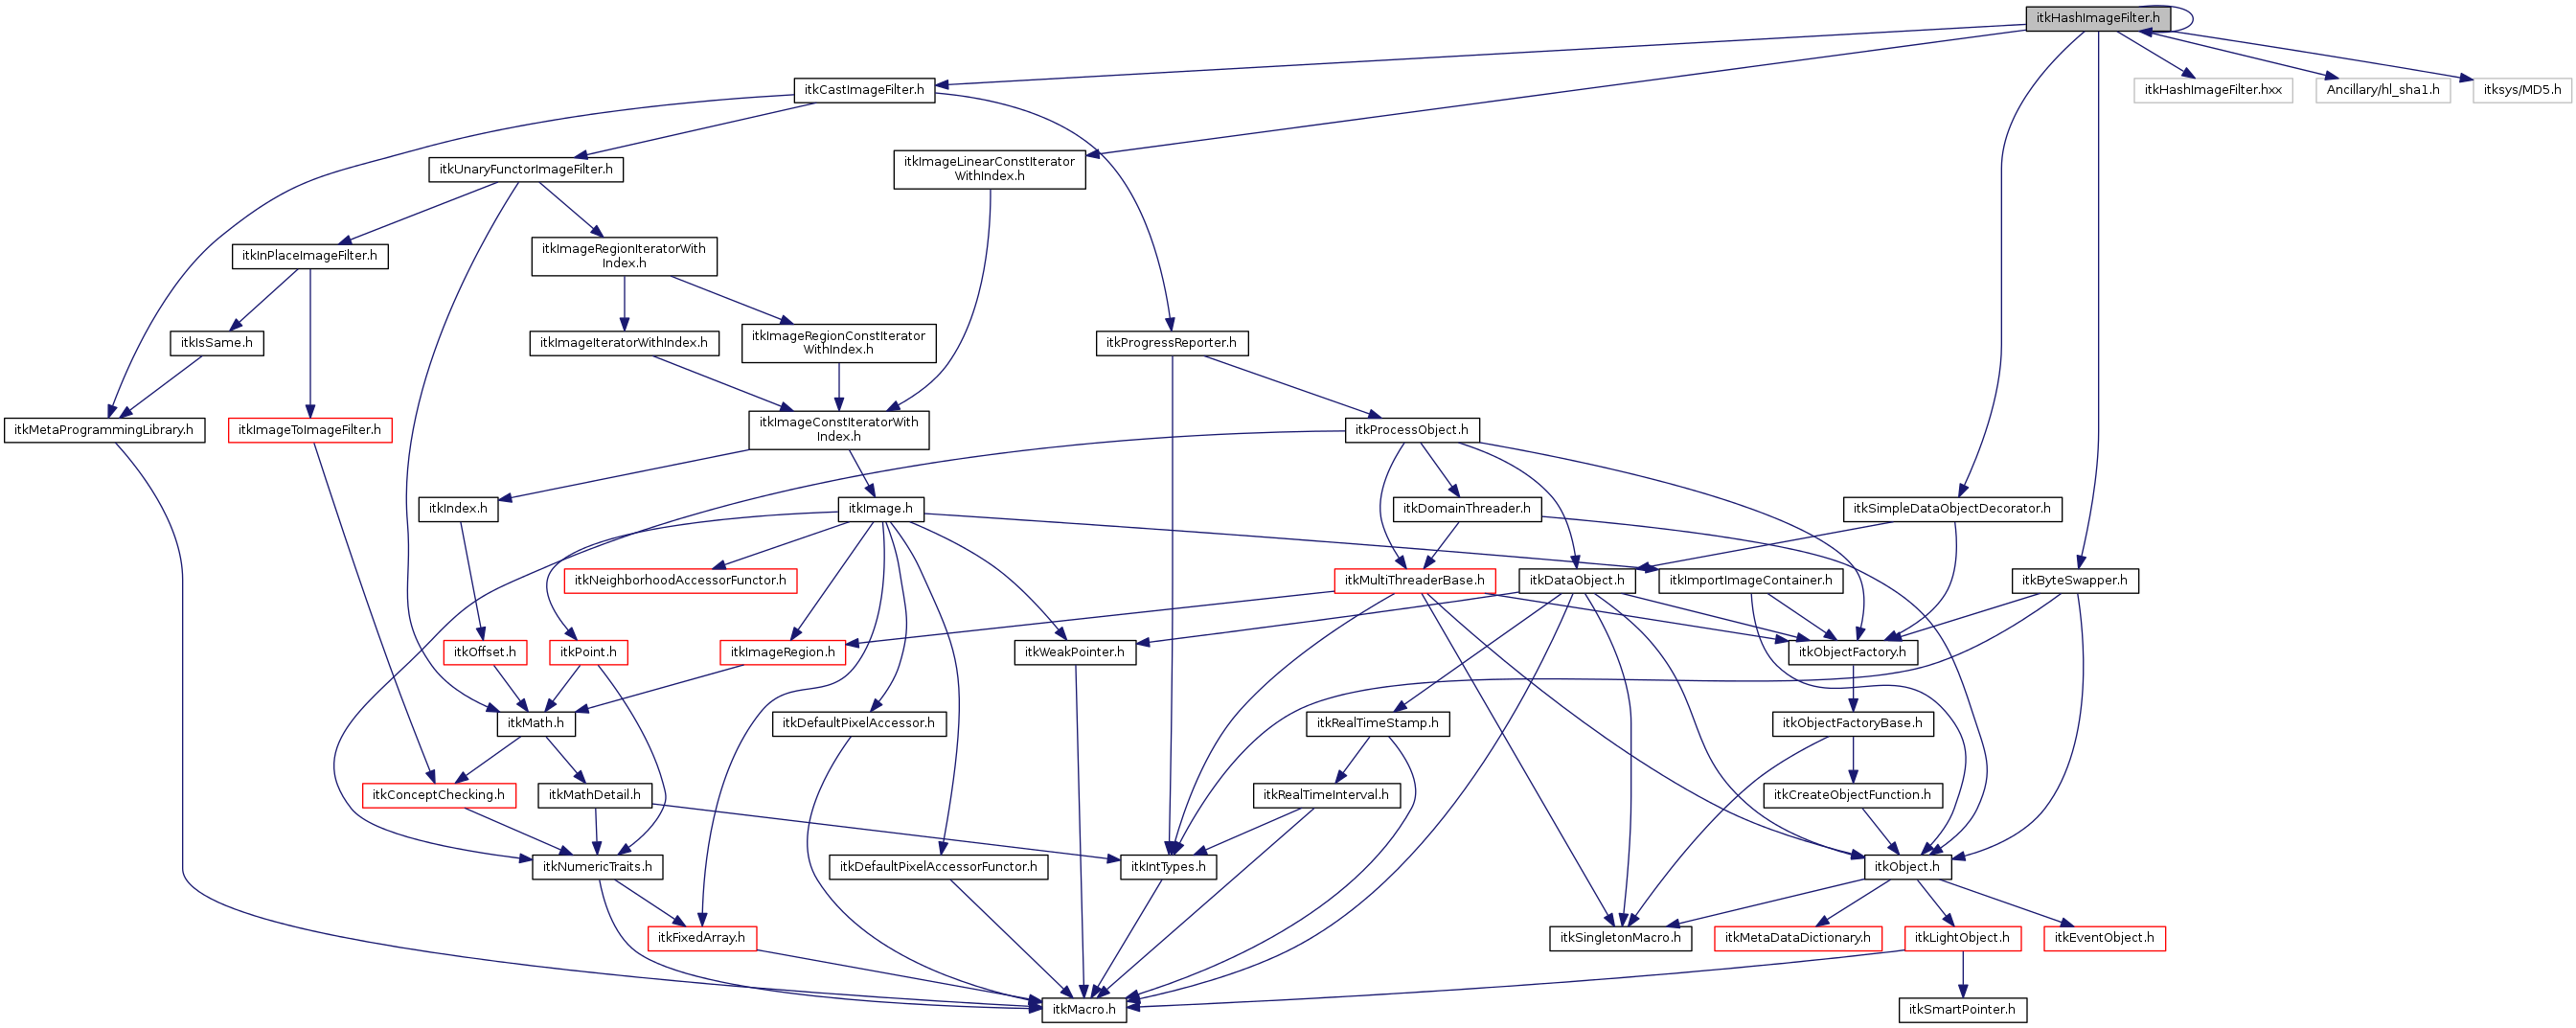 itkHashImageFilter.h
itkCastImageFilter.h
itkHashImageFilter.hxx
Ancillary/hl_sha1.h
itksys/MD5.h
itkUnaryFunctorImageFilter.h
itkImageLinearConstIterator
WithIndex.h
itkInPlaceImageFilter.h
itkImageRegionIteratorWith
Index.h
itkIsSame.h
itkImageIteratorWithIndex.h
itkImageRegionConstIterator
WithIndex.h
itkProgressReporter.h
itkMetaProgrammingLibrary.h
itkImageToImageFilter.h
itkImageConstIteratorWith
Index.h
itkProcessObject.h
itkIndex.h
itkImage.h
itkDomainThreader.h
itkSimpleDataObjectDecorator.h
itkNeighborhoodAccessorFunctor.h
itkMultiThreaderBase.h
itkDataObject.h
itkImportImageContainer.h
itkByteSwapper.h
itkOffset.h
itkPoint.h
itkImageRegion.h
itkWeakPointer.h
itkObjectFactory.h
itkMath.h
itkDefaultPixelAccessor.h
itkRealTimeStamp.h
itkObjectFactoryBase.h
itkConceptChecking.h
itkMathDetail.h
itkRealTimeInterval.h
itkCreateObjectFunction.h
itkNumericTraits.h
itkDefaultPixelAccessorFunctor.h
itkIntTypes.h
itkObject.h
itkFixedArray.h
itkSingletonMacro.h
itkMetaDataDictionary.h
itkLightObject.h
itkEventObject.h
itkMacro.h
itkSmartPointer.h